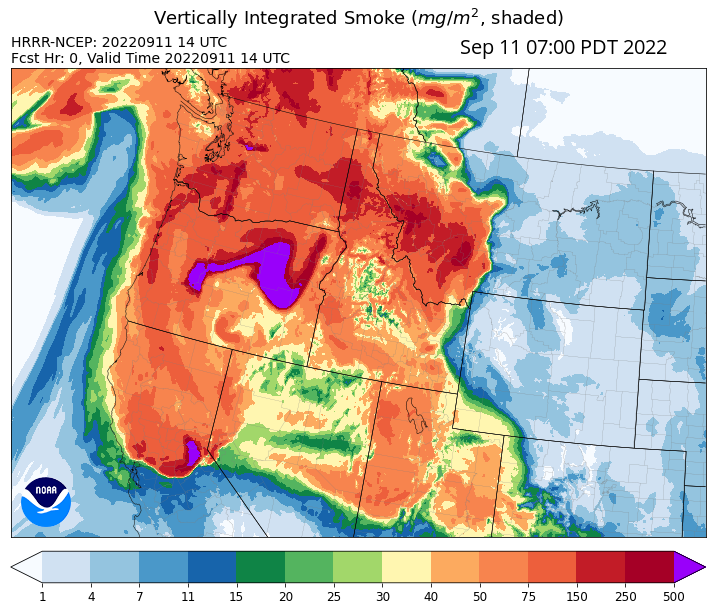 Vertically Integrated Smoke (mg/m², shaded)
HRRR-NCEP: 20220911 14 UTC
Sep 11 07:00 PDT 2022
Fcst Hr: 0, Valid Time 20220911 14 UTC
NOAA
1 4 7 11 15 20 25 30 40 50 75 150 250 500